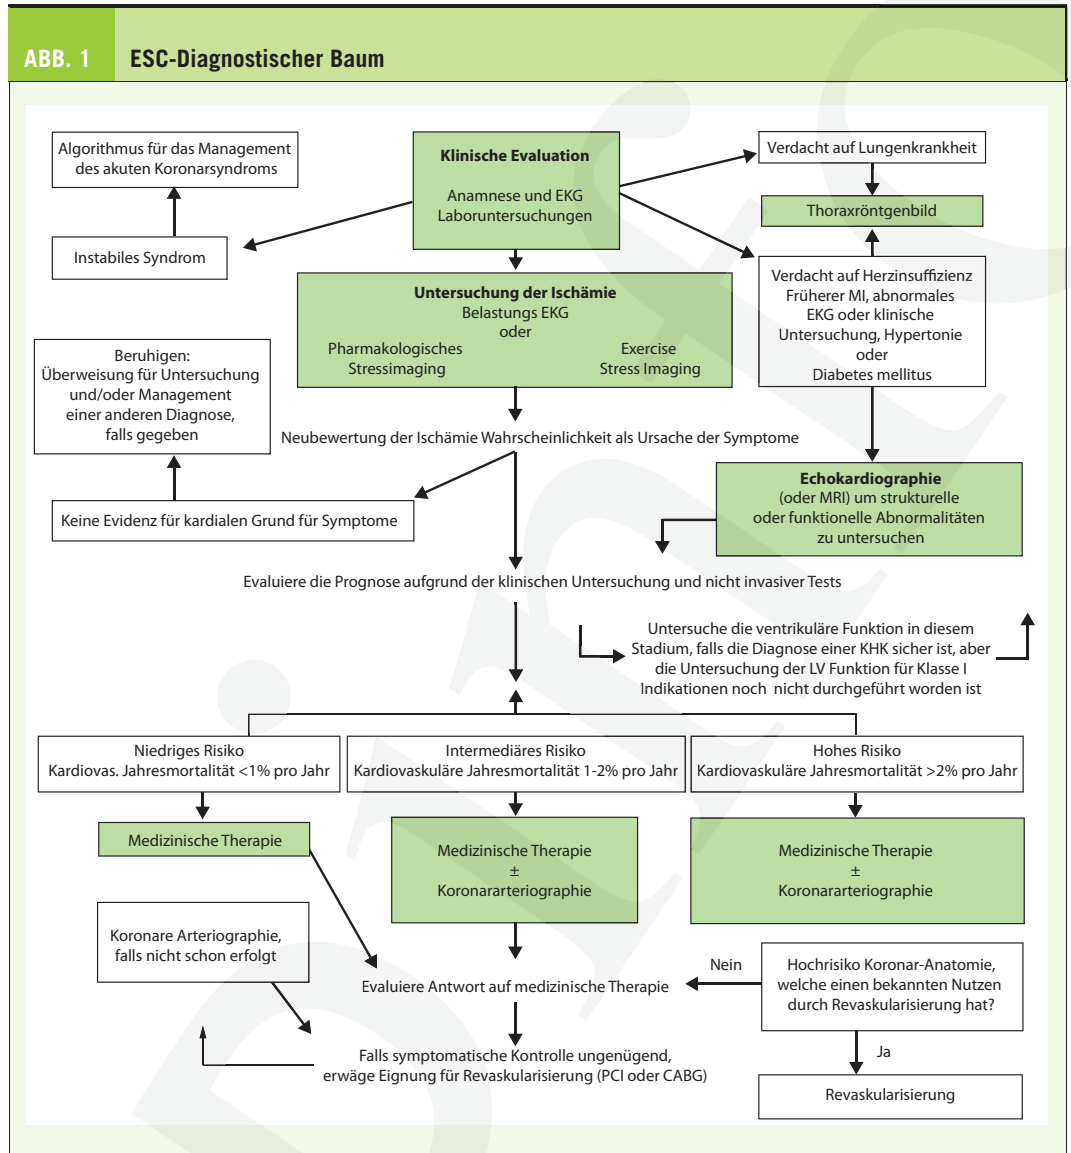 ABB. 1
ESC-Diagnostischer Baum
Algorithmus für das Management
des akuten Koronarsyndroms
Klinische Evaluation
Anamnese und EKG
Laboruntersuchungen
Verdacht auf Lungenkrankheit
Thoraxröntgenbild
Instabiles Syndrom
Verdacht auf Herzinsuffizienz
Früherer MI, abnormales
EKG oder klinische
Untersuchung, Hypertonie
oder
Diabetes mellitus
Untersuchung der Ischämie
Belastungs EKG
oder
Pharmakologisches
Stressimaging
Exercise
Stress Imaging
Beruhigen:
Überweisung für Untersuchung
und/oder Management
einer anderen Diagnose,
falls gegeben
Neubewertung der Ischämie Wahrscheinlichkeit als Ursache der Symptome
Keine Evidenz für kardialen Grund für Symptome
Echokardiographie
(oder MRI) um strukturelle
oder funktionelle Abnormalitäten
zu untersuchen
Evaluiere die Prognose aufgrund der klinischen Untersuchung und nicht invasiver Tests
Untersuche die ventrikuläre Funktion in diesem
Stadium, falls die Diagnose einer KHK sicher ist, aber
die Untersuchung der LV Funktion für Klasse I
Indikationen noch nicht durchgeführt worden ist
Niedriges Risiko
Kardiovas. Jahresmortalität <1% pro Jahr
Intermediäres Risiko
Kardiovaskuläre Jahresmortalität 1-2% pro Jahr
Hohes Risiko
Kardiovaskuläre Jahresmortalität >2% pro Jahr
Medizinische Therapie
Medizinische Therapie
±
Koronararteriographie
Medizinische Therapie
±
Koronararteriographie
Koronare Arteriographie,
falls nicht schon erfolgt
Evaluiere Antwort auf medizinische Therapie
Nein
Hochrisiko Koronar-Anatomie,
welche einen bekannten Nutzen
durch Revaskularisierung hat?
Falls symptomatische Kontrolle ungenügend,
erwäge Eignung für Revaskularisierung (PCI oder CABG)
Ja
Revaskularisierung